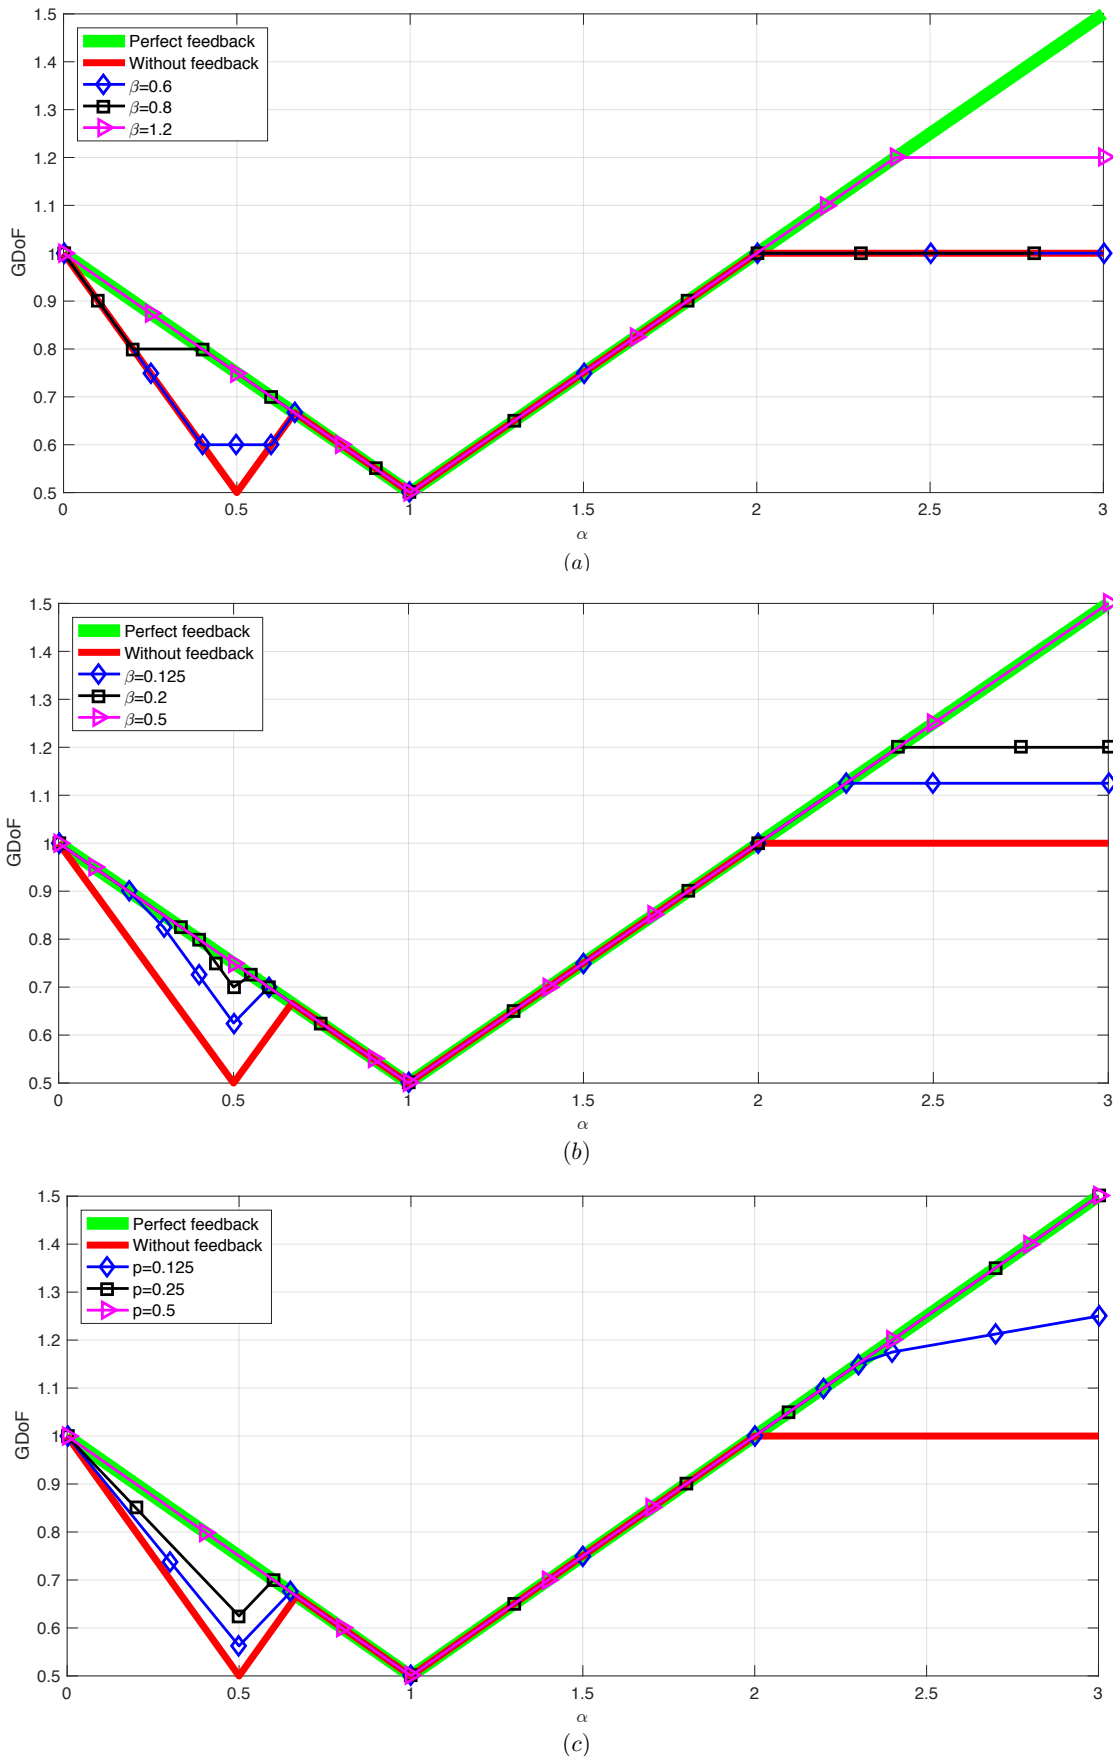 1.5
1.4
1.3
1.2
1.1
1
0.9
0.8
0.7
0.6
0.5
GDoF
Perfect feedback
Without feedback
β=0.6
β=0.8
β=1.2
0 0.5 1 1.5 2 2.5 3
α
(a)
1.5
1.4
1.3
1.2
1.1
1
0.9
0.8
0.7
0.6
0.5
GDoF
Perfect feedback
Without feedback
β=0.125
β=0.2
β=0.5
0 0.5 1 1.5 2 2.5 3
α
(b)
1.5
1.4
1.3
1.2
1.1
1
0.9
0.8
0.7
0.6
0.5
GDoF
Perfect feedback
Without feedback
p=0.125
p=0.25
p=0.5
0 0.5 1 1.5 2 2.5 3
α
(c)